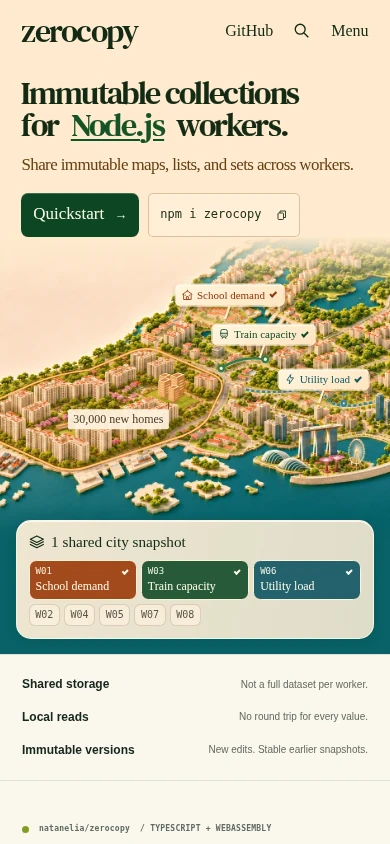 zerocopy
GitHub
Menu
Immutable collections
for Node.js workers.
Share immutable maps, lists, and sets across workers.
Quickstart →
npm i zerocopy
School demand
Train capacity
Utility load
30,000 new homes
1 shared city snapshot
W01
School demand
W03
Train capacity
W06
Utility load
W02 W04 W05 W07 W08
Shared storage Not a full dataset per worker.
Local reads No round trip for every value.
Immutable versions New edits. Stable earlier snapshots.
natanelia/zerocopy / TYPESCRIPT + WEBASSEMBLY